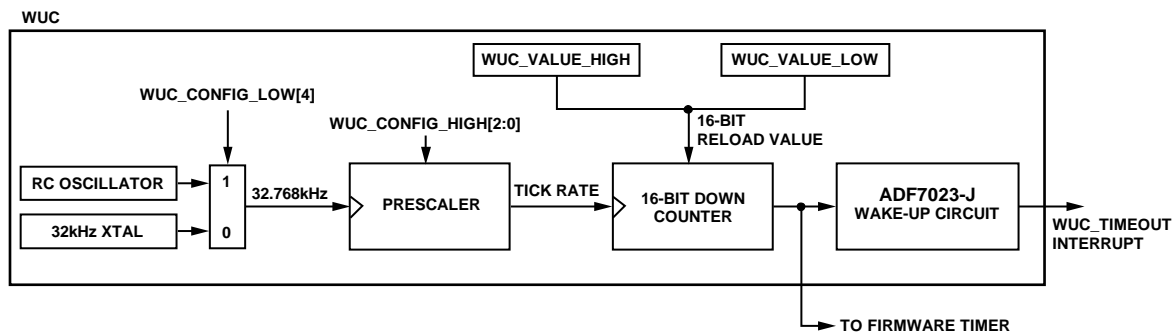 WUC
WUC_VALUE_HIGH
WUC_VALUE_LOW
WUC_CONFIG_LOW[4]
WUC_CONFIG_HIGH[2:0]
16-BIT
RELOAD VALUE
RC OSCILLATOR
1
32.768kHz
PRESCALER
TICK RATE
16-BIT DOWN
COUNTER
ADF7023-J
WAKE-UP CIRCUIT
32kHz XTAL
0
WUC_TIMEOUT
INTERRUPT
TO FIRMWARE TIMER